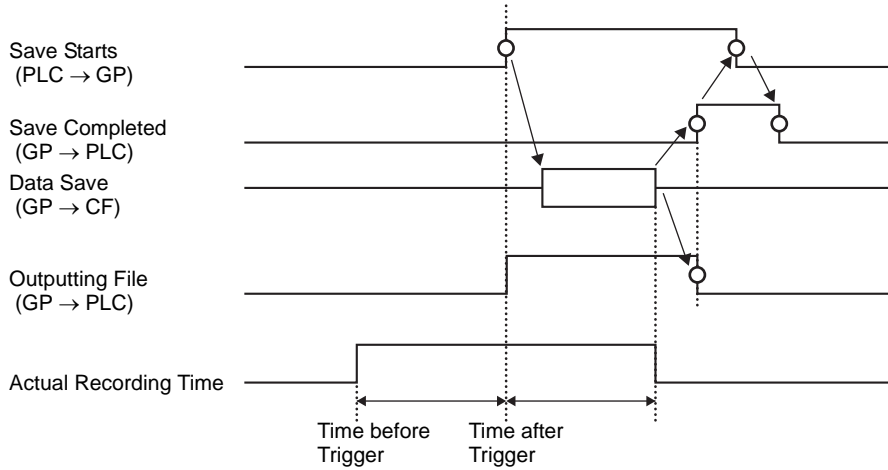 Save Starts
(PLC → GP)
Save Completed
(GP → PLC)
Data Save
(GP → CF)
Outputting File
(GP → PLC)
Actual Recording Time
Time before
Trigger
Time after
Trigger